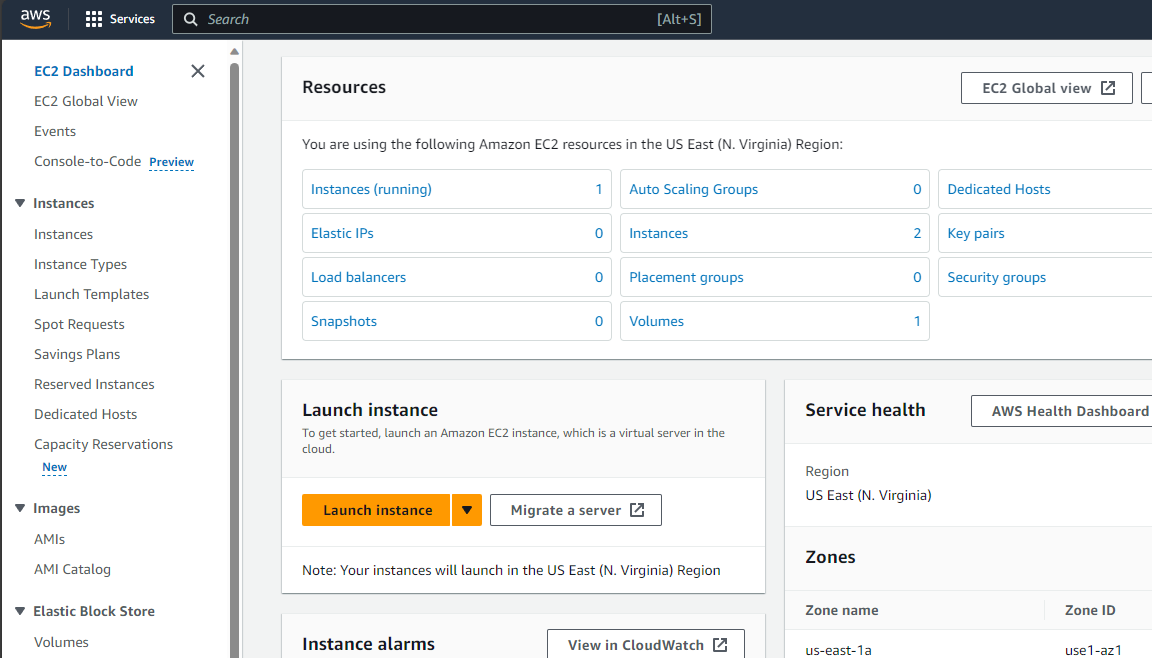 aws
Services
Search
[Alt+S]
EC2 Dashboard
EC2 Global View
Events
Console-to-Code Preview
Instances
Instances
Instance Types
Launch Templates
Spot Requests
Savings Plans
Reserved Instances
Dedicated Hosts
Capacity Reservations
New
Images
AMIs
AMI Catalog
Elastic Block Store
Volumes
Resources
EC2 Global view
You are using the following Amazon EC2 resources in the US East (N. Virginia) Region:
Instances (running) 1
Auto Scaling Groups 0
Dedicated Hosts
Elastic IPs 0
Instances 2
Key pairs
Load balancers 0
Placement groups 0
Security groups
Snapshots 0
Volumes 1
Launch instance
To get started, launch an Amazon EC2 instance, which is a virtual server in the
cloud.
Launch instance
Migrate a server
Note: Your instances will launch in the US East (N. Virginia) Region
Instance alarms
View in CloudWatch
Service health
AWS Health Dashboard
Region
US East (N. Virginia)
Zones
Zone name
Zone ID
us-east-1a
use1-az1